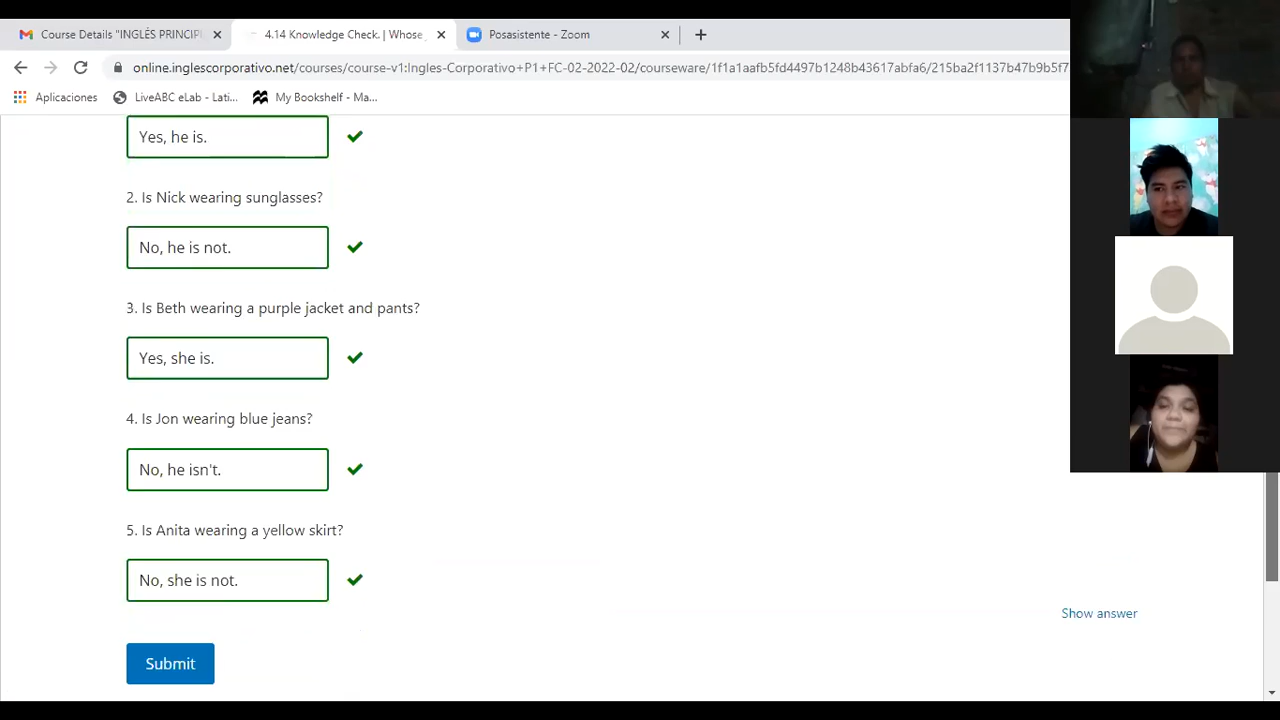 Course Details "INGLÉS PRINCIPI
4.14 Knowledge Check. | Whose
Posasistente - Zoom
online.inglescorporativo.net/courses/course-v1:Ingles-Corporativo+P1+FC-02-2022-02/courseware/1f1a1aafb5fd4497b1248b43617abfa6/215ba2f1137b47b9b5f7
Aplicaciones
LiveABC eLab - Lati...
My Bookshelf - Ma...
Yes, he is.
2. Is Nick wearing sunglasses?
No, he is not.
3. Is Beth wearing a purple jacket and pants?
Yes, she is.
4. Is Jon wearing blue jeans?
No, he isn't.
5. Is Anita wearing a yellow skirt?
No, she is not.
Show answer
Submit